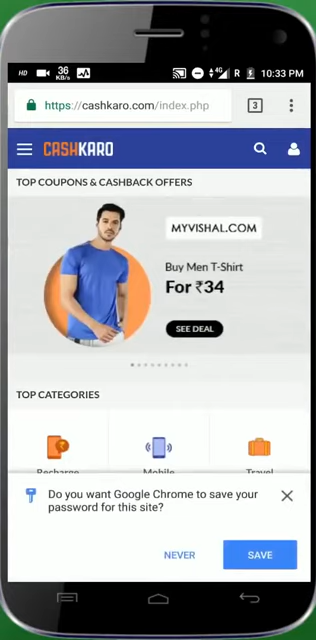 HD 36 KB/s 4G R 10:33 PM
https://cashkaro.com/index.php 3
CASHKARO
TOP COUPONS & CASHBACK OFFERS
MYVISHAL.COM
Buy Men T-Shirt
For ₹34
SEE DEAL
TOP CATEGORIES
Recharge Mobile Travel
Do you want Google Chrome to save your
password for this site?
NEVER SAVE